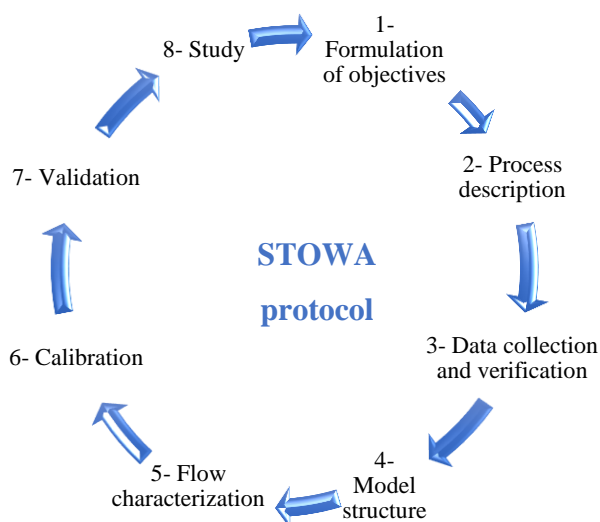 1-
Formulation
of objectives
2- Process
description
3- Data collection
and verification
4-
Model
structure
5- Flow
characterization
6- Calibration
7- Validation
8- Study
STOWA
protocol